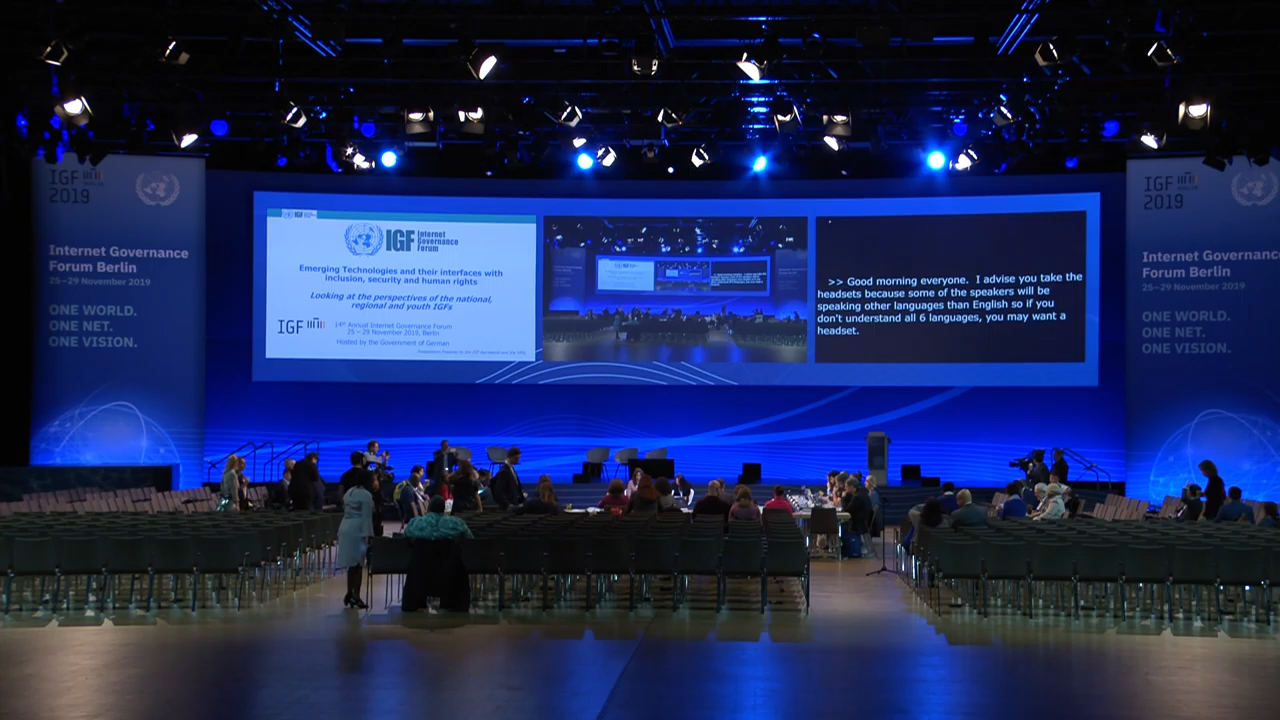 IGF
2019
Internet Governance
Forum Berlin
25–29 November 2019
ONE WORLD.
ONE NET.
ONE VISION.
IGF
IGF Internet
Governance
Forum
Emerging Technologies and their interfaces with
inclusion, security and human rights
Looking at the perspectives of the national,
regional and youth IGFs
IGF
14th Annual Internet Governance Forum
25 – 29 November 2019, Berlin
Hosted by the Government of German
>> Good morning everyone. I advise you take the
headsets because some of the speakers will be
speaking other languages than English so if you
don't understand all 6 languages, you may want a
headset.
IGF
2019
Internet Governance
Forum Berlin
25–29 November 2019
ONE WORLD.
ONE NET.
ONE VISION.